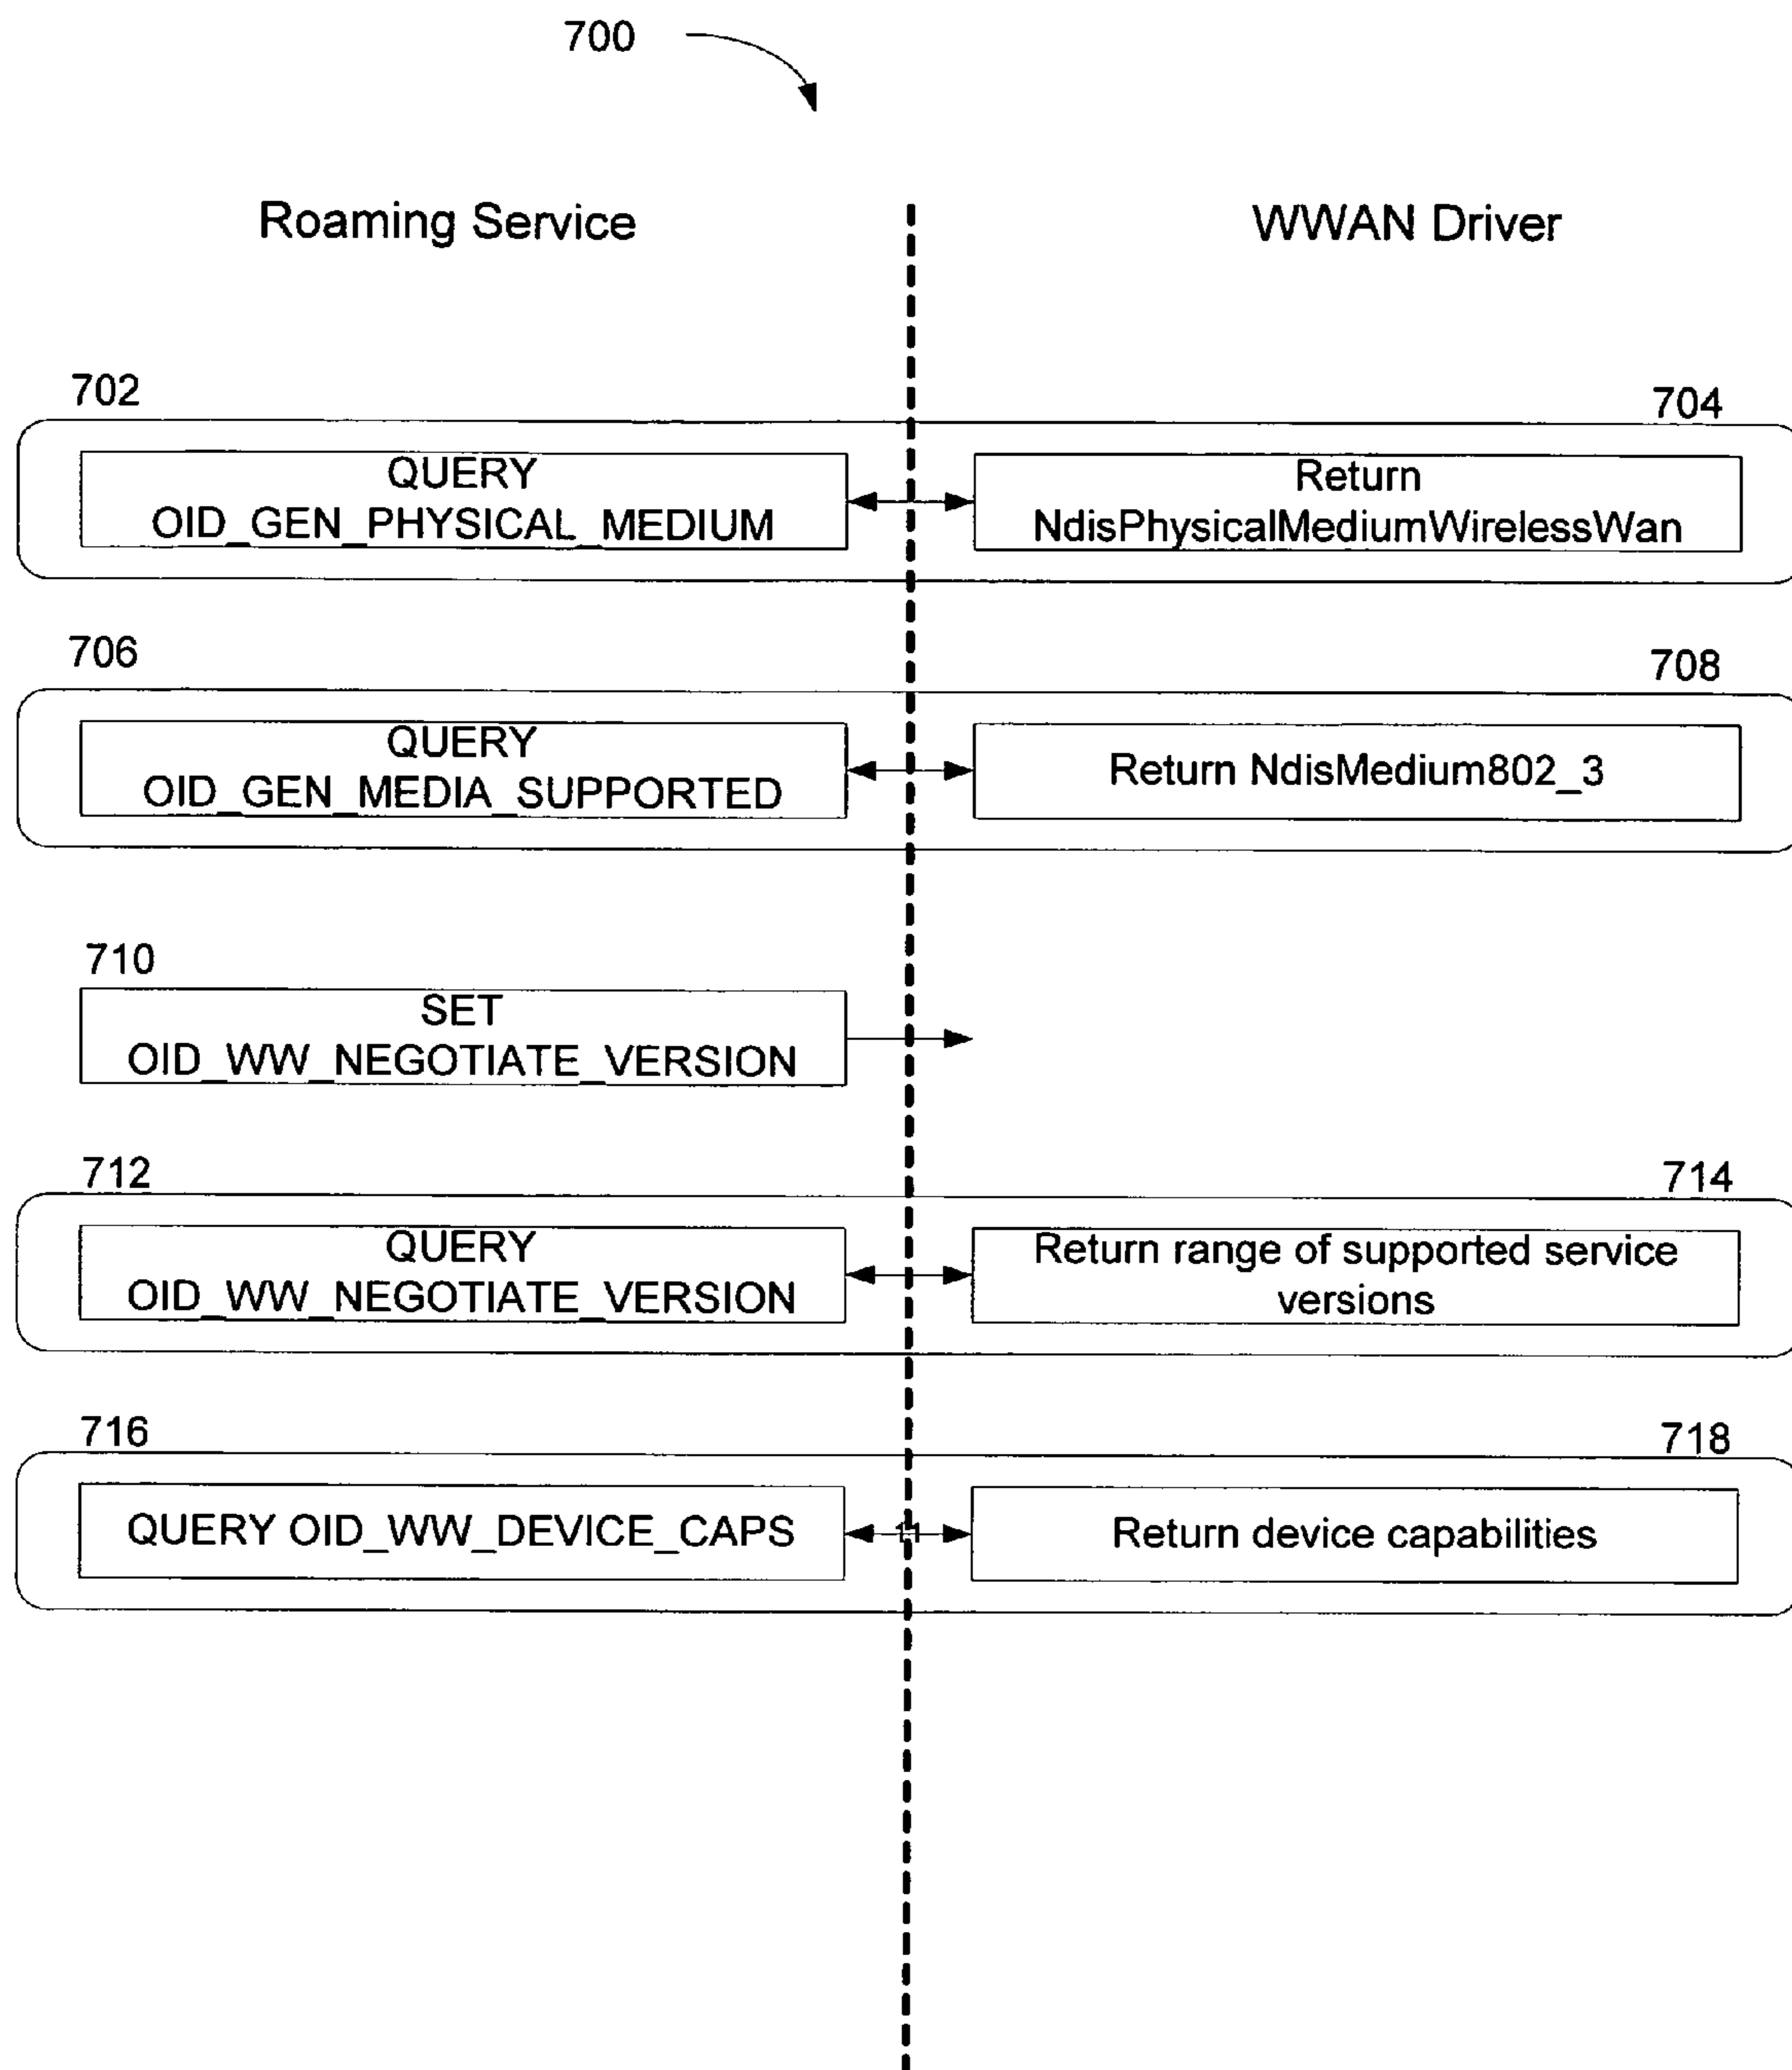 700
Roaming Service
WWAN Driver
702
704
QUERY
OID_GEN_PHYSICAL_MEDIUM
Return
NdisPhysicalMediumWirelessWan
706
708
QUERY
OID_GEN_MEDIA_SUPPORTED
Return NdisMedium802_3
710
SET
OID_WW_NEGOTIATE_VERSION
712
714
QUERY
OID_WW_NEGOTIATE_VERSION
Return range of supported service
versions
716
718
QUERY OID_WW_DEVICE_CAPS
11
Return device capabilities